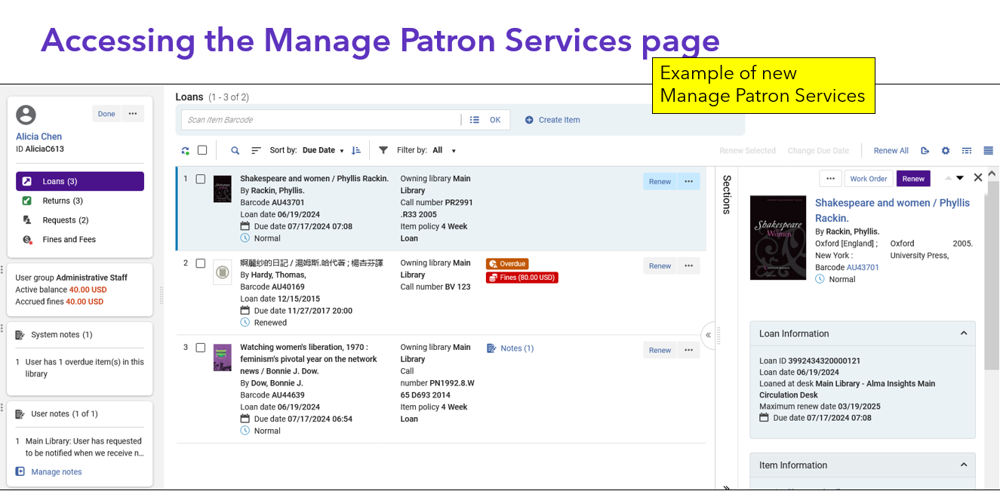 Accessing the Manage Patron Services page
Example of new
Manage Patron Services
Done
Alicia Chen
ID AliciaC613
Loans (3)
Returns (3)
Requests (2)
Fines and Fees
User group Administrative Staff
Active balance 40.00 USD
Accrued fines 40.00 USD
System notes (1)
1 User has 1 overdue item(s) in this
library
User notes (1 of 1)
1 Main Library: User has requested
to be notified when we receive n...
Manage notes
Loans (1 - 3 of 2)
Scan Item Barcode
OK
Create Item
Sort by: Due Date
Filter by: All
Renew Selected
Change Due Date
Renew All
1
Shakespeare and women / Phyllis Rackin.
By Rackin, Phyllis.
Barcode AU43701
Loan date 06/19/2024
Due date 07/17/2024 07:08
Normal
Owning library Main
Library
Call number PR2991
.R33 2005
Item policy 4 Week
Loan
Renew
2
婀麗紗的日記 / 湯姆斯.哈代著 ; 楊杏芬譯
By Hardy, Thomas,
Barcode AU40169
Loan date 12/15/2015
Due date 11/27/2017 20:00
Renewed
Owning library Main
Library
Call number BV 123
Overdue
Fines (80.00 USD)
Renew
3
Watching women's liberation, 1970 :
feminism's pivotal year on the network
news / Bonnie J. Dow.
By Dow, Bonnie J.
Barcode AU44639
Loan date 06/19/2024
Due date 07/17/2024 06:54
Normal
Owning library Main
Library
Call
number PN1992.8.W
65 D693 2014
Item policy 4 Week
Loan
Notes (1)
Renew
Sections
Work Order
Renew
Shakespeare
Women
Shakespeare and women / Phyllis
Rackin.
By Rackin, Phyllis.
Oxford [England] ; Oxford 2005.
New York : University Press,
Barcode AU43701
Normal
Loan Information
Loan ID 3992434320000121
Loan date 06/19/2024
Loaned at desk Main Library - Alma Insights Main
Circulation Desk
Maximum renew date 03/19/2025
Due date 07/17/2024 07:08
Item Information